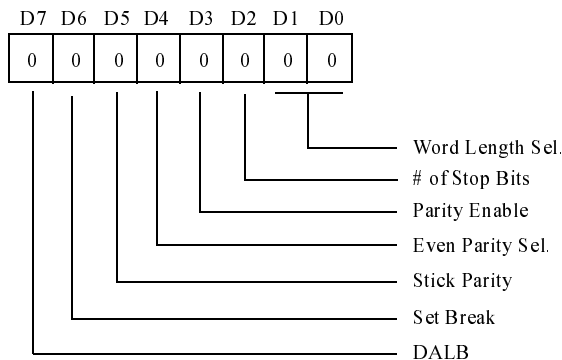 D7 D6 D5 D4 D3 D2 D1 D0
0 0 0 0 0 0 0 0
Word Length Sel.
# of Stop Bits
Parity Enable
Even Parity Sel.
Stick Parity
Set Break
DALB